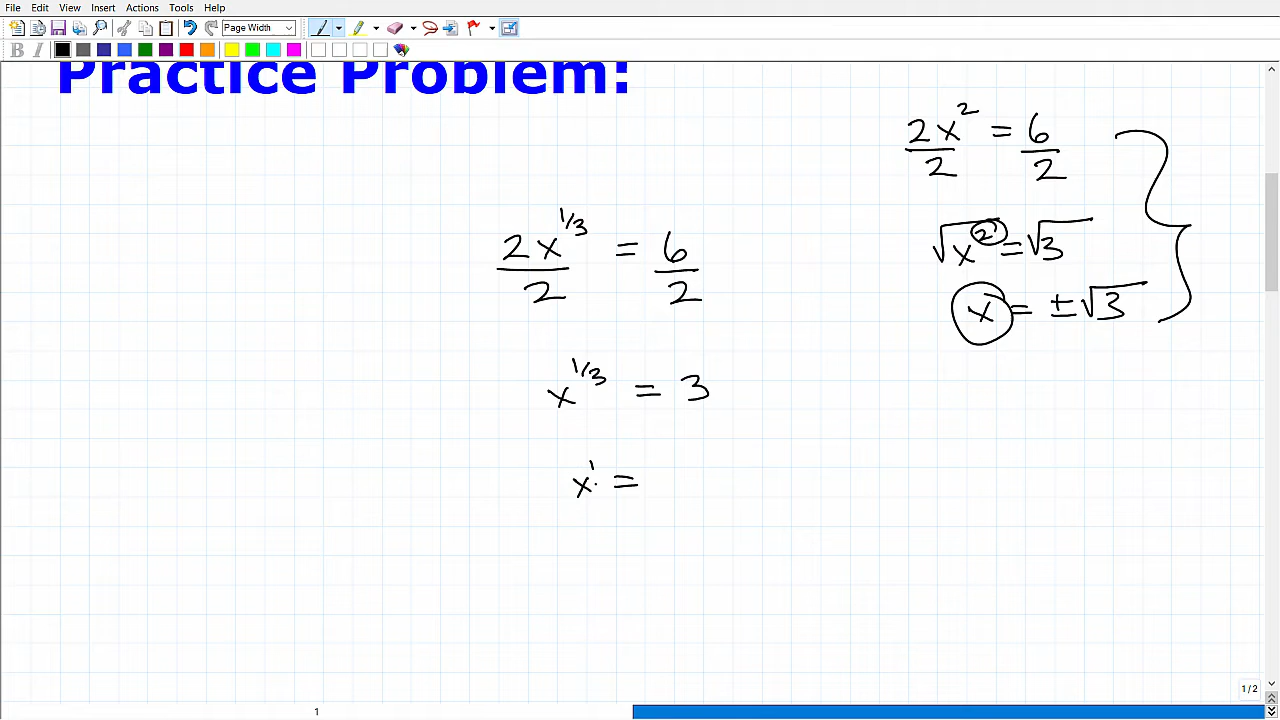 File Edit View Insert Actions Tools Help
Page Width
B I
Practice Problem:
2x^2 = 6
2 2
√x^2 = √3
x = ±√3
2x^1/3 = 6
2 2
x^1/3 = 3
x^1 =
1/2
1